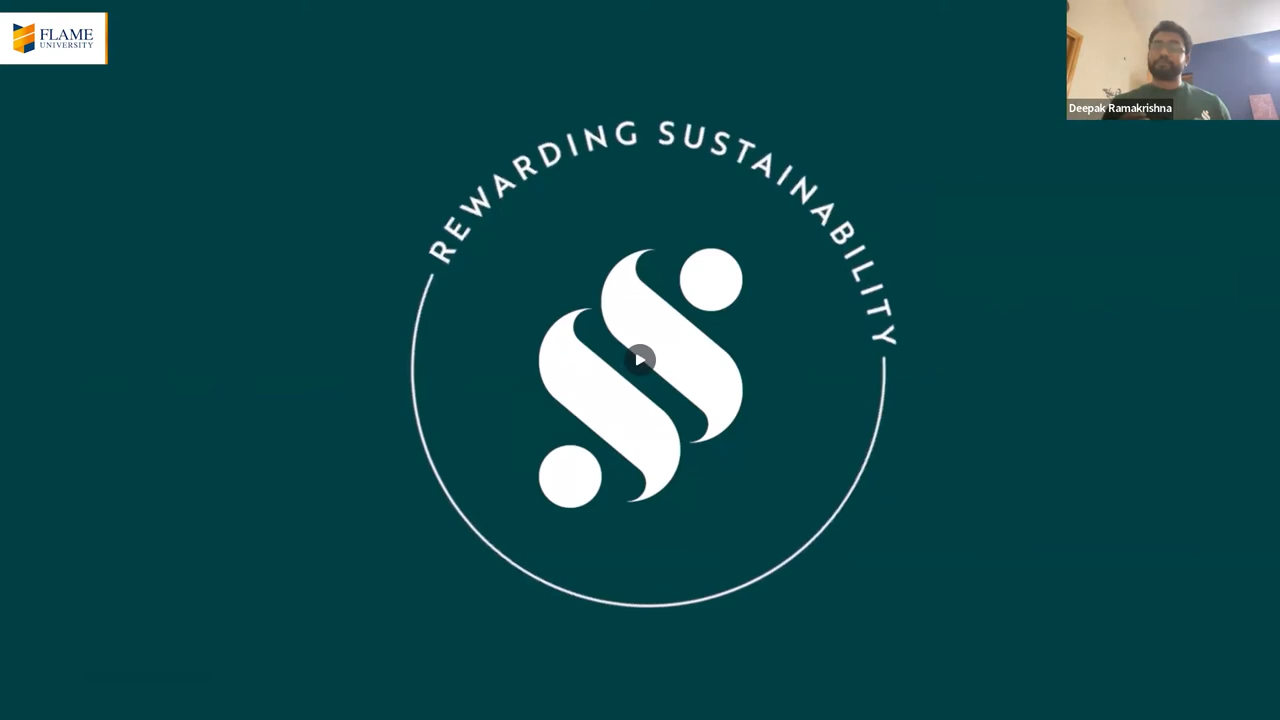 FLAME
UNIVERSITY
Deepak Ramakrishna
REWARDING SUSTAINABILITY